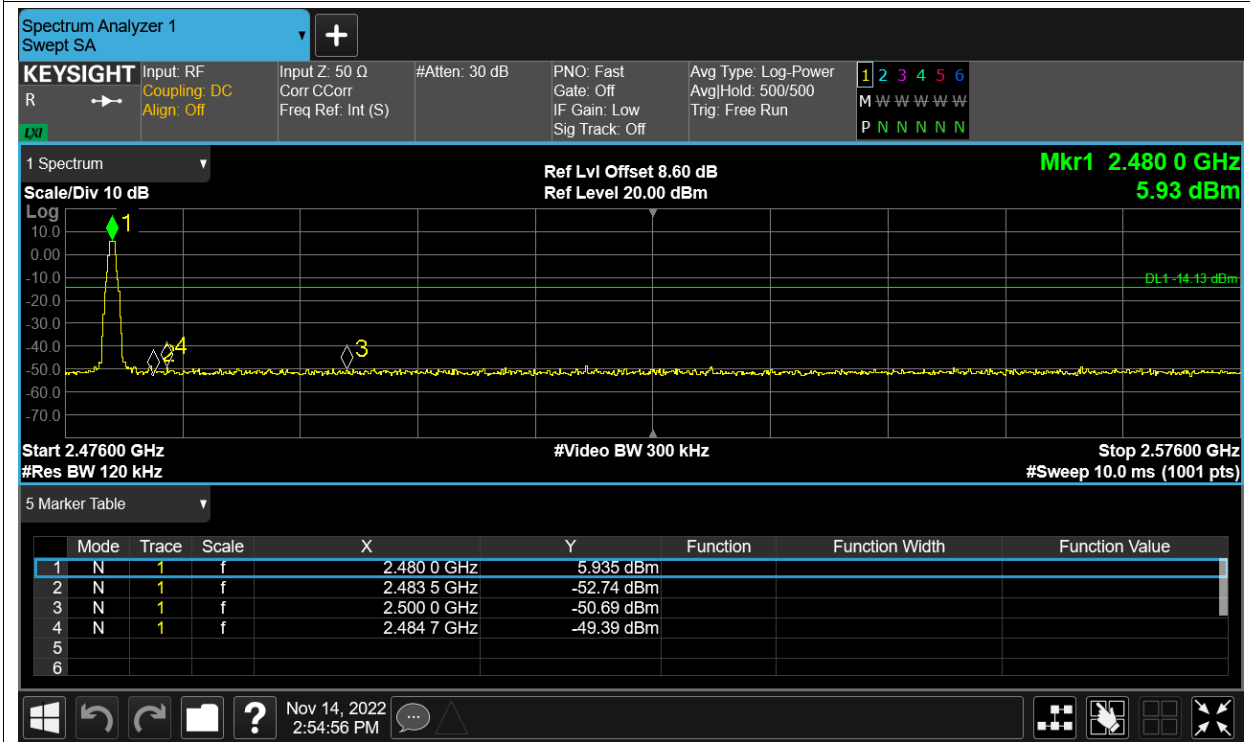 Spectrum Analyzer 1
Swept SA
+
KEYSIGHT Input: RF Input Z: 50 Ω #Atten: 30 dB PNO: Fast Avg Type: Log-Power 1 2 3 4 5 6
R Coupling: DC Corr CCorr Gate: Off Avg|Hold: 500/500 M W W W W W
Align: Off Freq Ref: Int (S) IF Gain: Low Trig: Free Run
LXI Sig Track: Off P N N N N N
1 Spectrum Ref Lvl Offset 8.60 dB Mkr1 2.480 0 GHz
Scale/Div 10 dB Ref Level 20.00 dBm 5.93 dBm
Log
1
10.0
0.00
-10.0 DL1 -14.13 dBm
-20.0
-30.0
-40.0 2 4 3
-50.0
-60.0
-70.0
Start 2.47600 GHz #Video BW 300 kHz Stop 2.57600 GHz
#Res BW 120 kHz #Sweep 10.0 ms (1001 pts)
5 Marker Table
Mode Trace Scale X Y Function Function Width Function Value
1 N 1 f 2.480 0 GHz 5.935 dBm
2 N 1 f 2.483 5 GHz -52.74 dBm
3 N 1 f 2.500 0 GHz -50.69 dBm
4 N 1 f 2.484 7 GHz -49.39 dBm
5
6
? Nov 14, 2022
2:54:56 PM